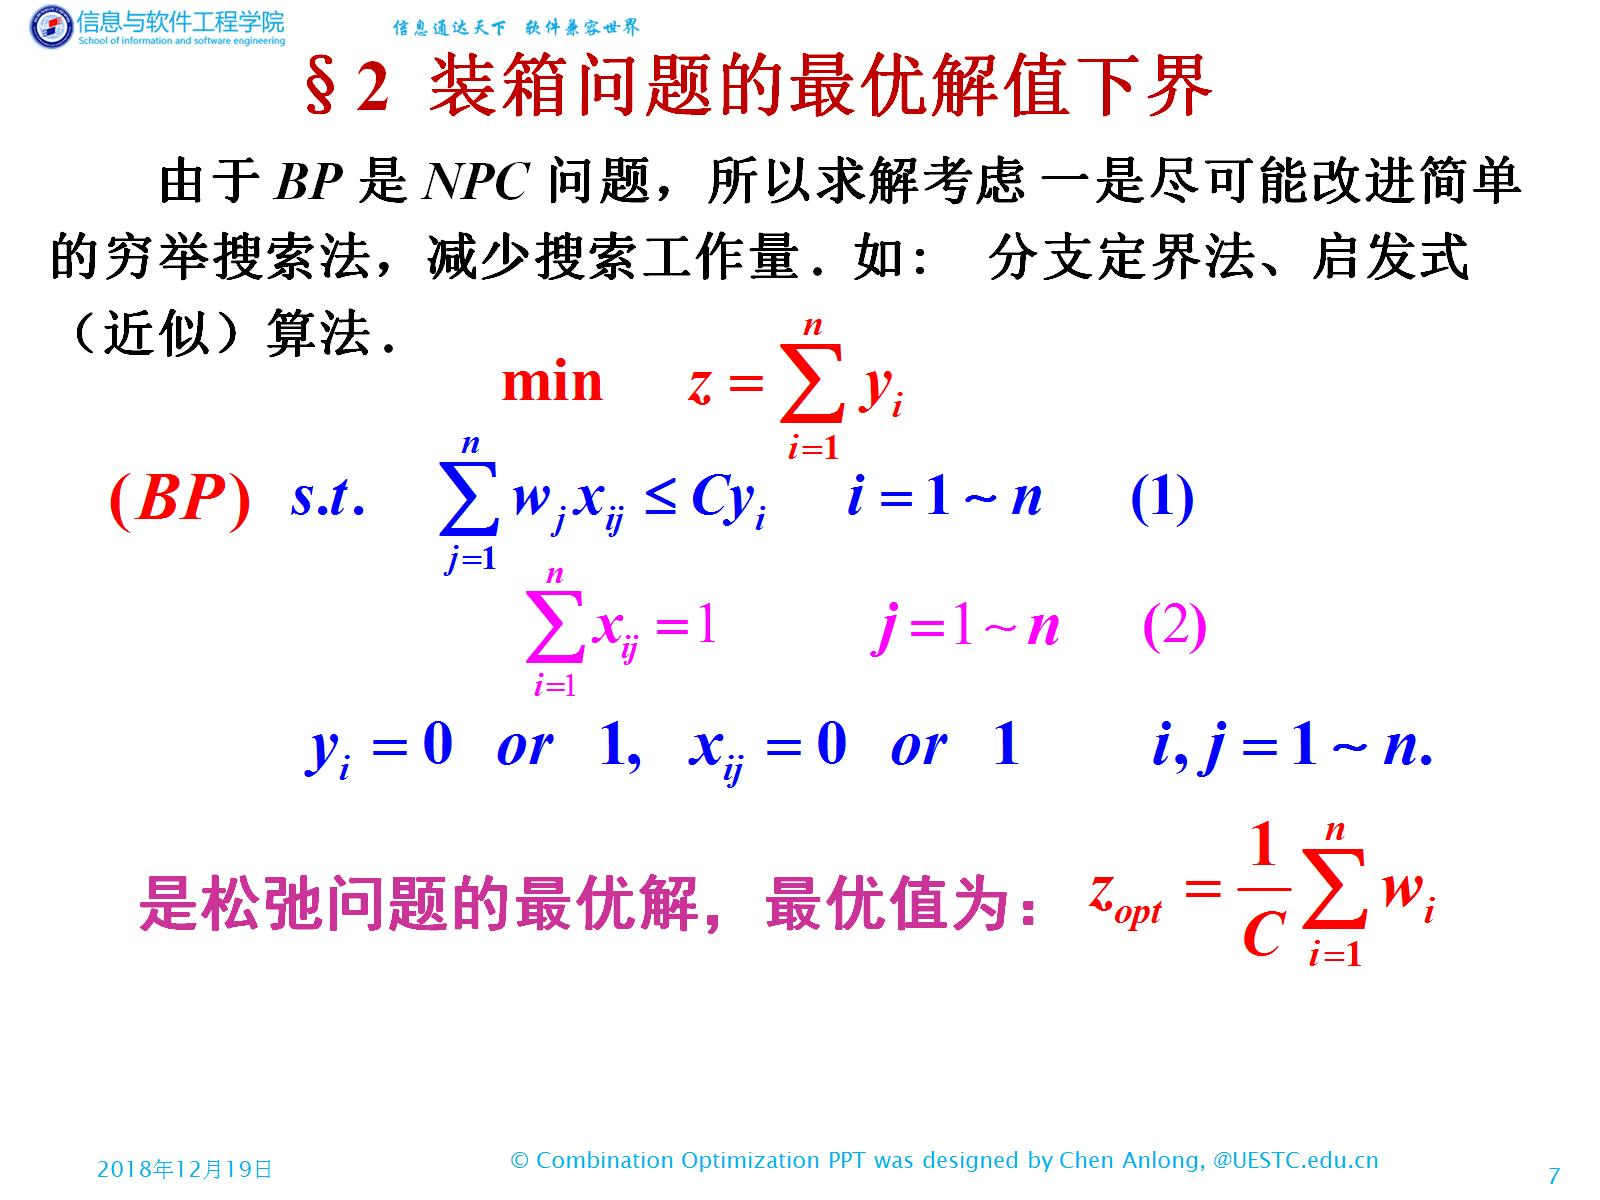 信息与软件工程学院
School of information and software engineering
信息通达天下 软件兼容世界
§2 装箱问题的最优解值下界
由于 BP 是 NPC 问题，所以求解考虑 一是尽可能改进简单
的穷举搜索法，减少搜索工作量. 如： 分支定界法、启发式
（近似）算法.
min z = \sum_{i=1}^{n} y_i
(BP) s.t. \sum_{j=1}^{n} w_j x_{ij} ≤ Cy_i i = 1 ~ n (1)
\sum_{i=1}^{n} x_{ij} = 1 j = 1 ~ n (2)
y_i = 0 or 1, x_{ij} = 0 or 1 i, j = 1 ~ n.
是松弛问题的最优解，最优值为： z_{opt} = \frac{1}{C} \sum_{i=1}^{n} w_i
2018年12月19日
© Combination Optimization PPT was designed by Chen Anlong, @UESTC.edu.cn
7